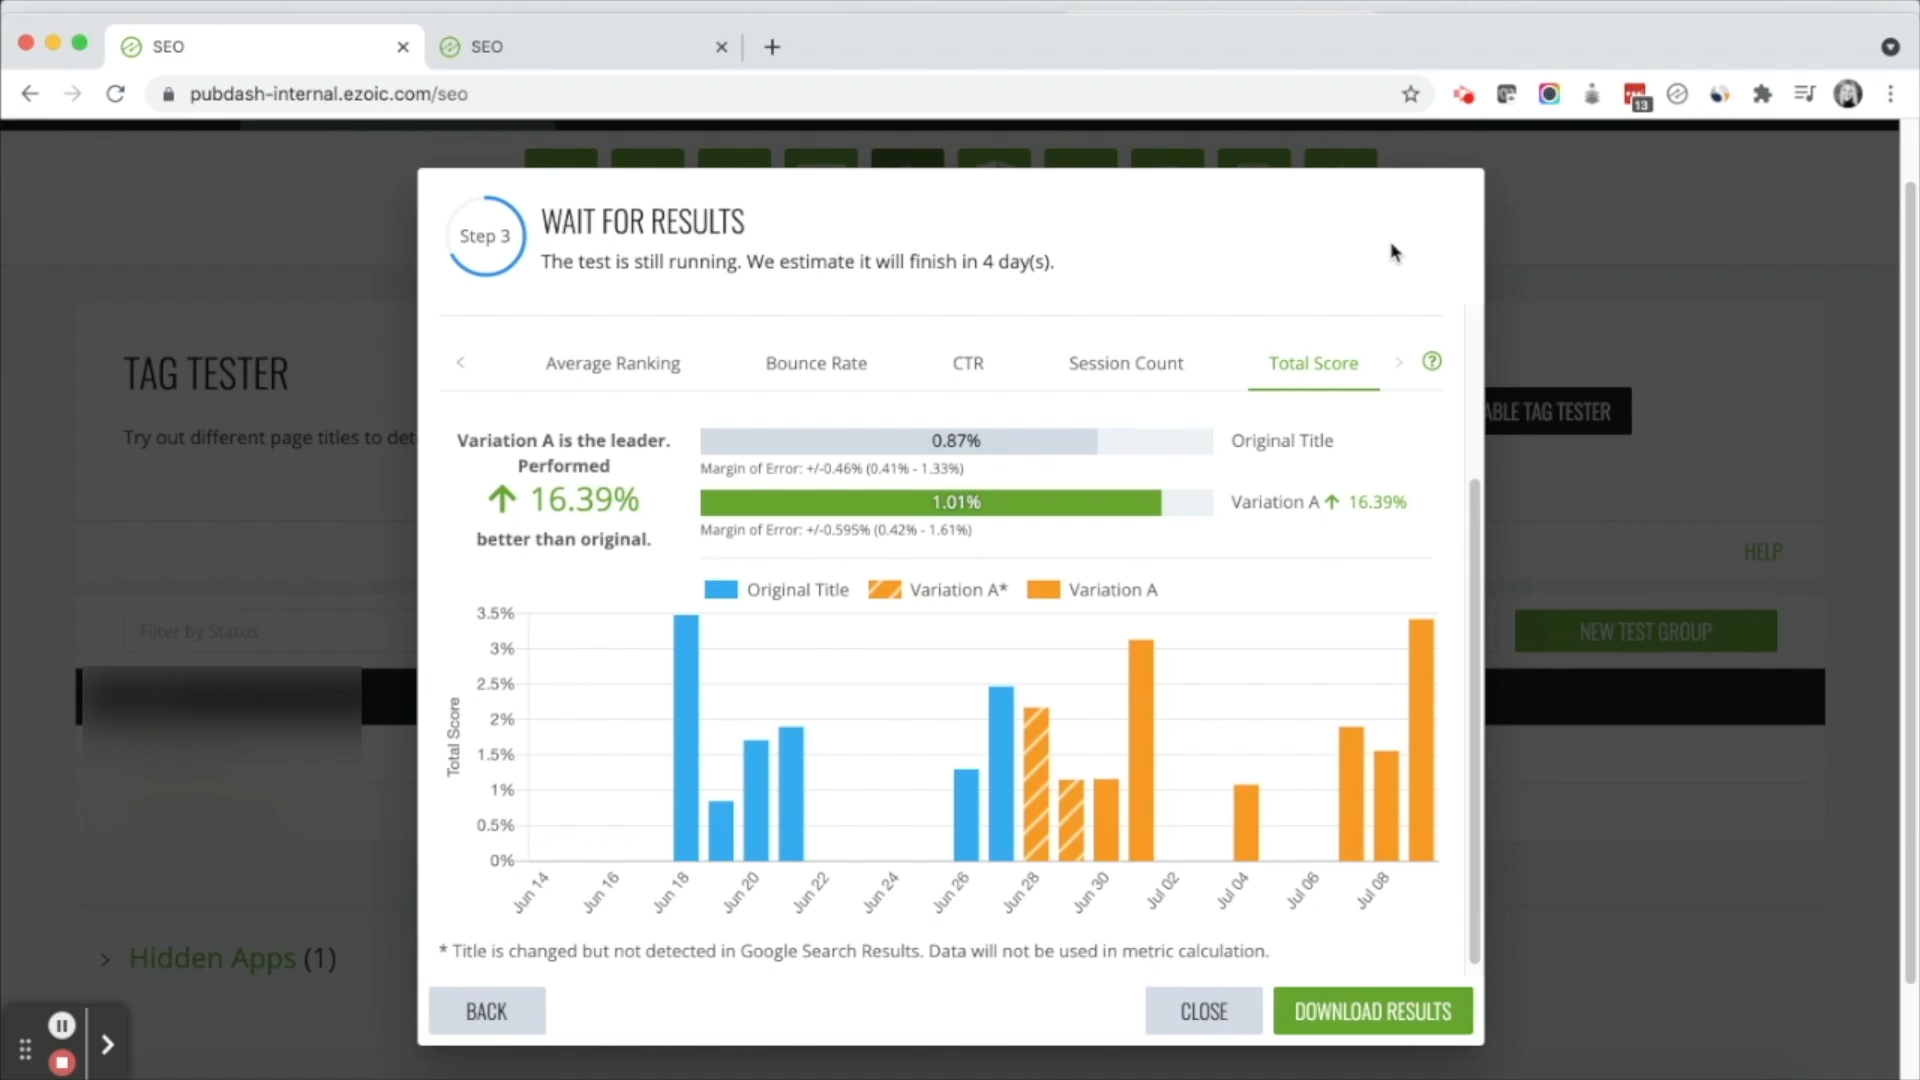 SEO
SEO
pubdash-internal.ezoic.com/seo
13
Step 3
WAIT FOR RESULTS
The test is still running. We estimate it will finish in 4 day(s).
TAG TESTER
Try out different page titles to det
ABLE TAG TESTER
Average Ranking
Bounce Rate
CTR
Session Count
Total Score
Variation A is the leader.
Performed
16.39%
better than original.
0.87%
Original Title
Margin of Error: +/-0.46% (0.41% - 1.33%)
1.01%
Variation A 16.39%
Margin of Error: +/-0.595% (0.42% - 1.61%)
HELP
Filter by Status
NEW TEST GROUP
Original Title
Variation A*
Variation A
Total Score
3.5%
3%
2.5%
2%
1.5%
1%
0.5%
0%
Jun 14
Jun 16
Jun 18
Jun 20
Jun 22
Jun 24
Jun 26
Jun 28
Jun 30
Jul 02
Jul 04
Jul 06
Jul 08
* Title is changed but not detected in Google Search Results. Data will not be used in metric calculation.
Hidden Apps (1)
BACK
CLOSE
DOWNLOAD RESULTS